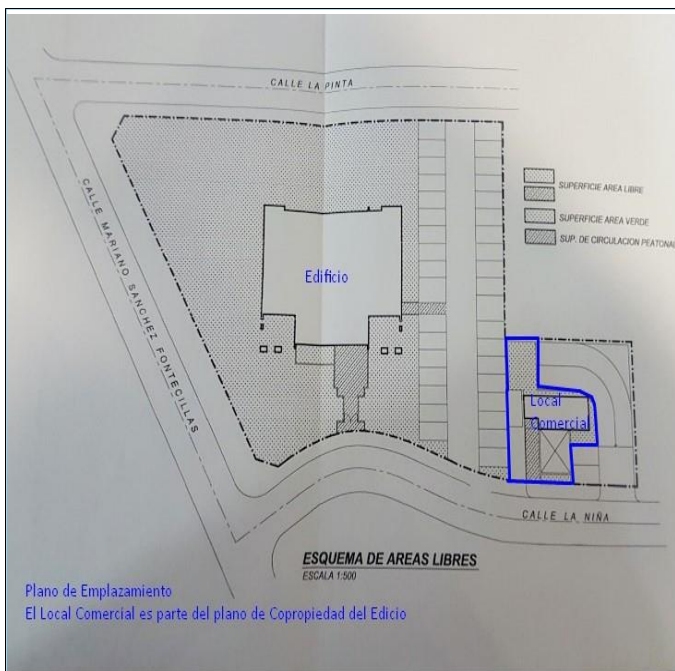 CALLE LA PINTA
CALLE MARIANO SANCHEZ FONTECILLAS
SUPERFICIE AREA LIBRE
SUPERFICIE AREA VERDE
SUP. DE CIRCULACION PEATONAL
Edificio
Local
Comercial
CALLE LA NIÑA
ESQUEMA DE AREAS LIBRES
ESCALA 1:500
Plano de Emplazamiento
El Local Comercial es parte del plano de Copropiedad del Edicio